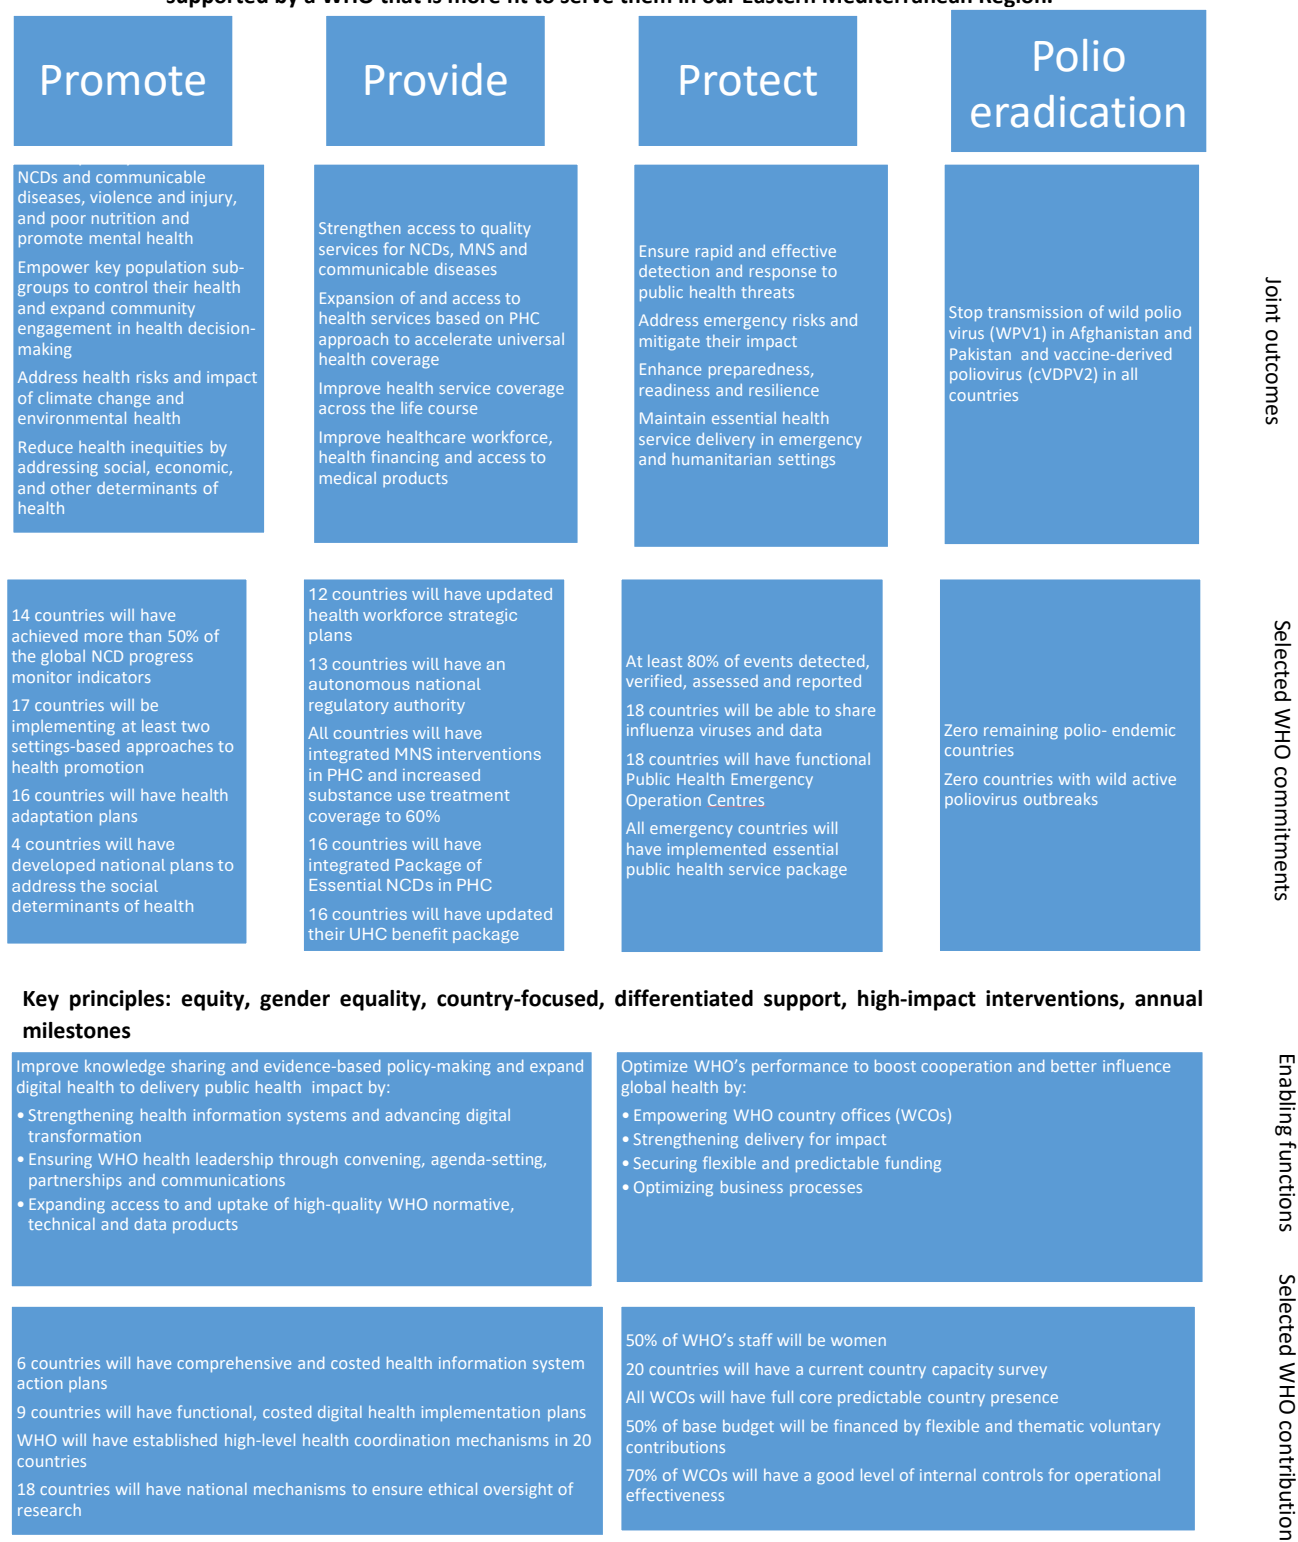 supported by a WHO that is more fit to serve them in our Eastern Mediterranean Region.
Promote
Provide
Protect
Polio
eradication
NCDs and communicable
diseases, violence and injury,
and poor nutrition and
promote mental health
Empower key population sub-
groups to control their health
and expand community
engagement in health decision-
making
Address health risks and impact
of climate change and
environmental health
Reduce health inequities by
addressing social, economic,
and other determinants of
health
Strengthen access to quality
services for NCDs, MNS and
communicable diseases
Expansion of and access to
health services based on PHC
approach to accelerate universal
health coverage
Improve health service coverage
across the life course
Improve healthcare workforce,
health financing and access to
medical products
Ensure rapid and effective
detection and response to
public health threats
Address emergency risks and
mitigate their impact
Enhance preparedness,
readiness and resilience
Maintain essential health
service delivery in emergency
and humanitarian settings
Stop transmission of wild polio
virus (WPV1) in Afghanistan and
Pakistan and vaccine-derived
poliovirus (cVDPV2) in all
countries
Joint outcomes
14 countries will have
achieved more than 50% of
the global NCD progress
monitor indicators
17 countries will be
implementing at least two
settings-based approaches to
health promotion
16 countries will have health
adaptation plans
4 countries will have
developed national plans to
address the social
determinants of health
12 countries will have updated
health workforce strategic
plans
13 countries will have an
autonomous national
regulatory authority
All countries will have
integrated MNS interventions
in PHC and increased
substance use treatment
coverage to 60%
16 countries will have
integrated Package of
Essential NCDs in PHC
16 countries will have updated
their UHC benefit package
At least 80% of events detected,
verified, assessed and reported
18 countries will be able to share
influenza viruses and data
18 countries will have functional
Public Health Emergency
Operation Centres
All emergency countries will
have implemented essential
public health service package
Zero remaining polio- endemic
countries
Zero countries with wild active
poliovirus outbreaks
Selected WHO commitments
Key principles: equity, gender equality, country-focused, differentiated support, high-impact interventions, annual
milestones
Improve knowledge sharing and evidence-based policy-making and expand
digital health to delivery public health impact by:
• Strengthening health information systems and advancing digital
transformation
• Ensuring WHO health leadership through convening, agenda-setting,
partnerships and communications
• Expanding access to and uptake of high-quality WHO normative,
technical and data products
Optimize WHO's performance to boost cooperation and better influence
global health by:
• Empowering WHO country offices (WCOs)
• Strengthening delivery for impact
• Securing flexible and predictable funding
• Optimizing business processes
Enabling functions
6 countries will have comprehensive and costed health information system
action plans
9 countries will have functional, costed digital health implementation plans
WHO will have established high-level health coordination mechanisms in 20
countries
18 countries will have national mechanisms to ensure ethical oversight of
research
50% of WHO's staff will be women
20 countries will have a current country capacity survey
All WCOs will have full core predictable country presence
50% of base budget will be financed by flexible and thematic voluntary
contributions
70% of WCOs will have a good level of internal controls for operational
effectiveness
Selected WHO contribution